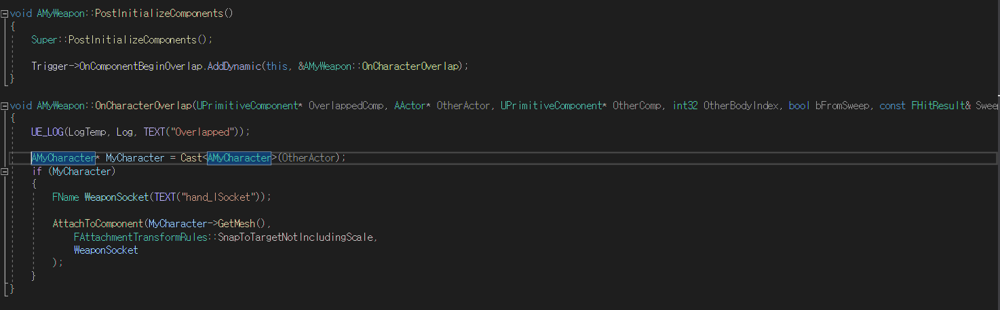 void AMyWeapon::PostInitializeComponents()
{
Super::PostInitializeComponents();
Trigger->OnComponentBeginOverlap.AddDynamic(this, &AMyWeapon::OnCharacterOverlap);
}
void AMyWeapon::OnCharacterOverlap(UPrimitiveComponent* OverlappedComp, AActor* OtherActor, UPrimitiveComponent* OtherComp, int32 OtherBodyIndex, bool bFromSweep, const FHitResult& Sweep
{
UE_LOG(LogTemp, Log, TEXT("Overlapped"));
AMyCharacter* MyCharacter = Cast<AMyCharacter>(OtherActor);
if (MyCharacter)
{
FName WeaponSocket(TEXT("hand_lSocket"));
AttachToComponent(MyCharacter->GetMesh(),
FAttachmentTransformRules::SnapToTargetNotIncludingScale,
WeaponSocket
);
}
}